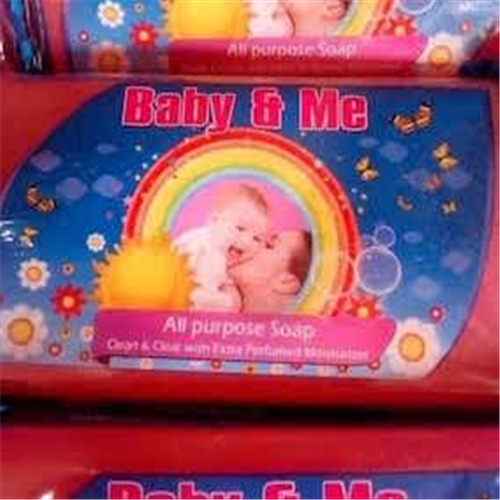 All purpose Soap
Baby & Me
All purpose Soap
Clean & Clear with Extra Perfumed Moisturizer
Baby & Me